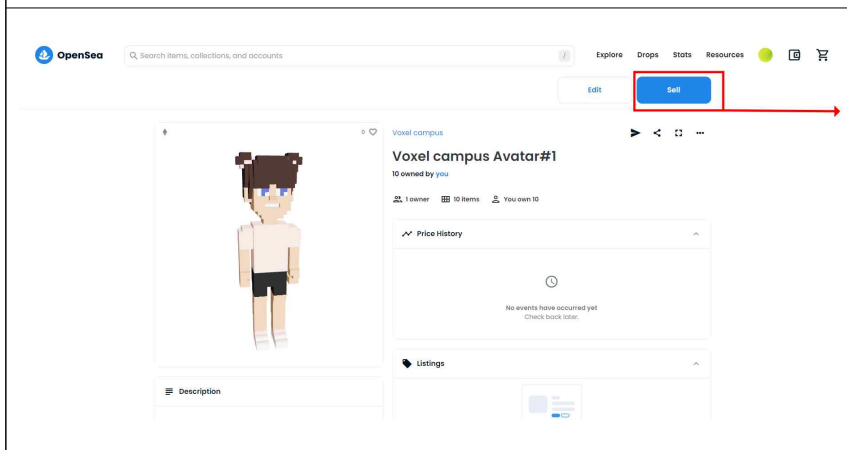 OpenSea
Search items, collections, and accounts
/
Explore Drops Stats Resources
Edit
Sell
0
Voxel campus
Voxel campus Avatar#1
10 owned by you
1 owner 10 items You own 10
Price History
No events have occurred yet
Check back later.
Listings
Description